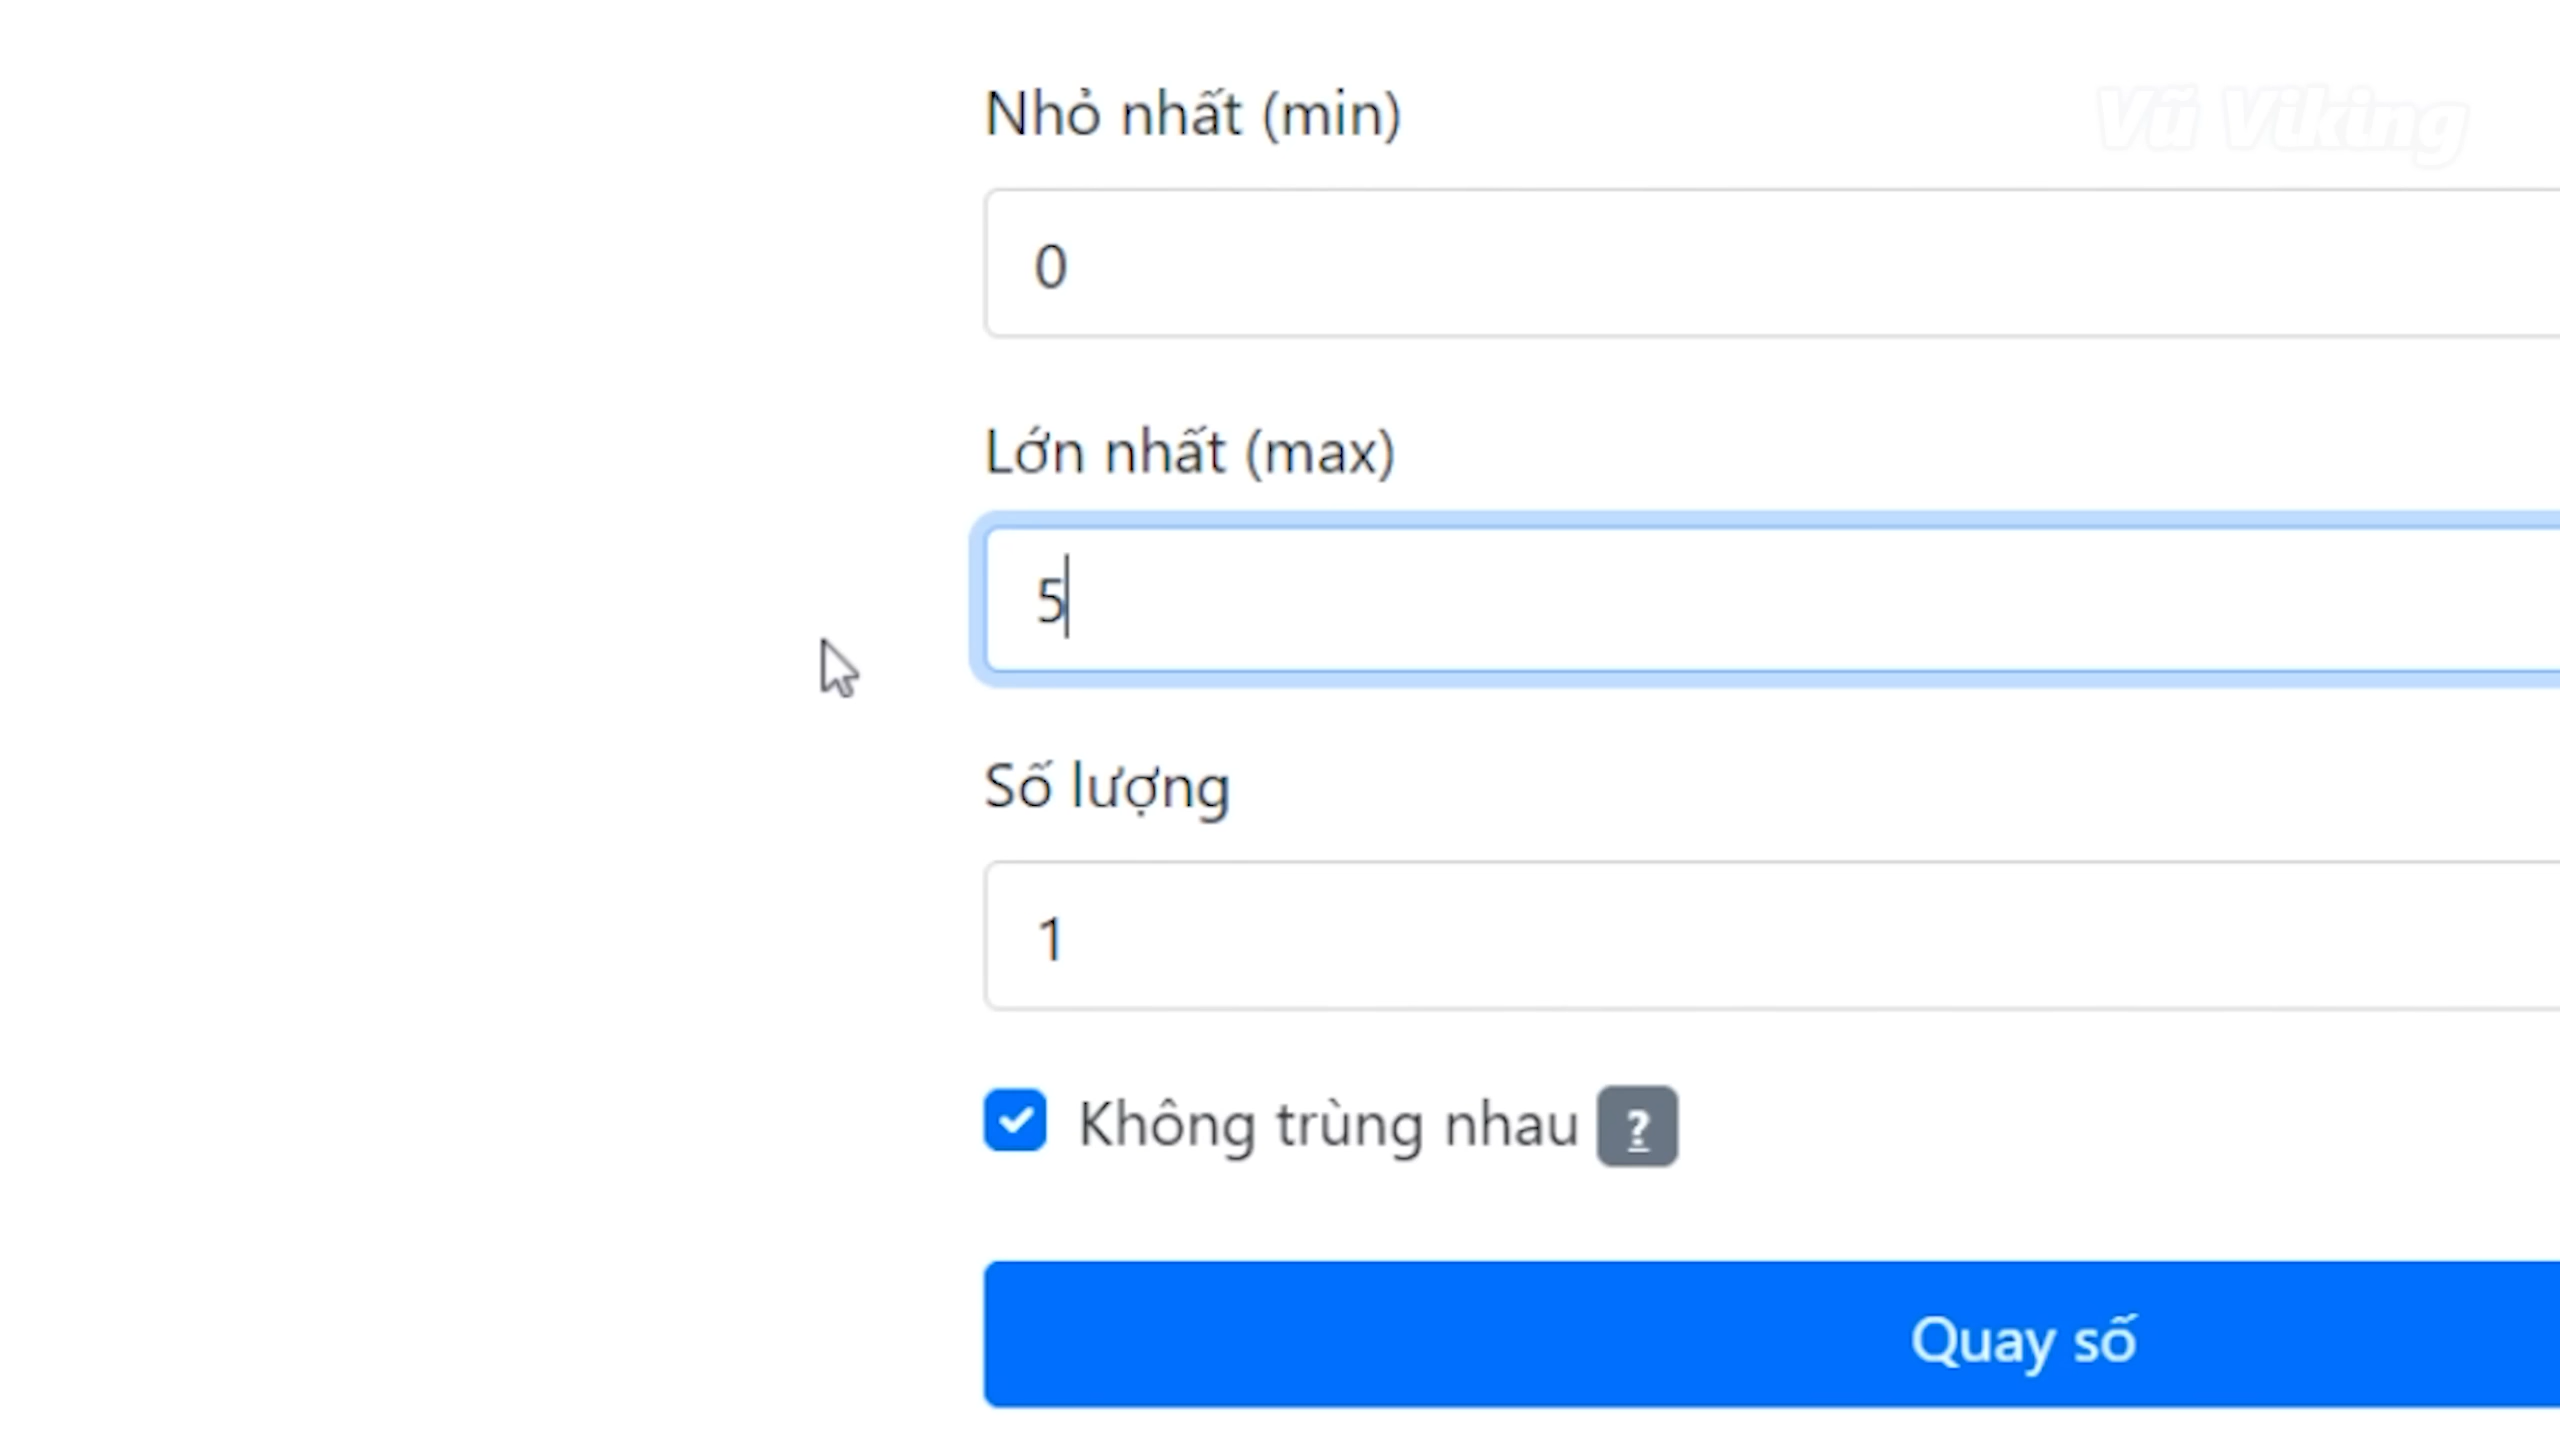 Vũ Viking
Nhỏ nhất (min)
0
Lớn nhất (max)
5
Số lượng
1
Không trùng nhau ?
Quay số